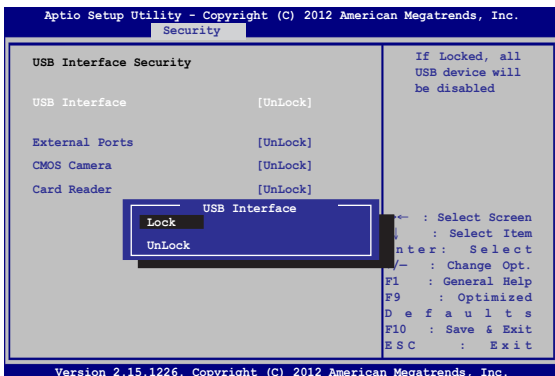 Aptio Setup Utility - Copyright (C) 2012 American Megatrends, Inc.
Security
USB Interface Security
USB Interface [UnLock]
External Ports [UnLock]
CMOS Camera [UnLock]
Card Reader [UnLock]
USB Interface
Lock
UnLock
If Locked, all
USB device will
be disabled
← : Select Screen
↓ : Select Item
nter: Select
/— : Change Opt.
F1 : General Help
F9 : Optimized
Defaults
F10 : Save & Exit
ESC : Exit
Version 2.15.1226. Copyright (C) 2012 American Megatrends, Inc.